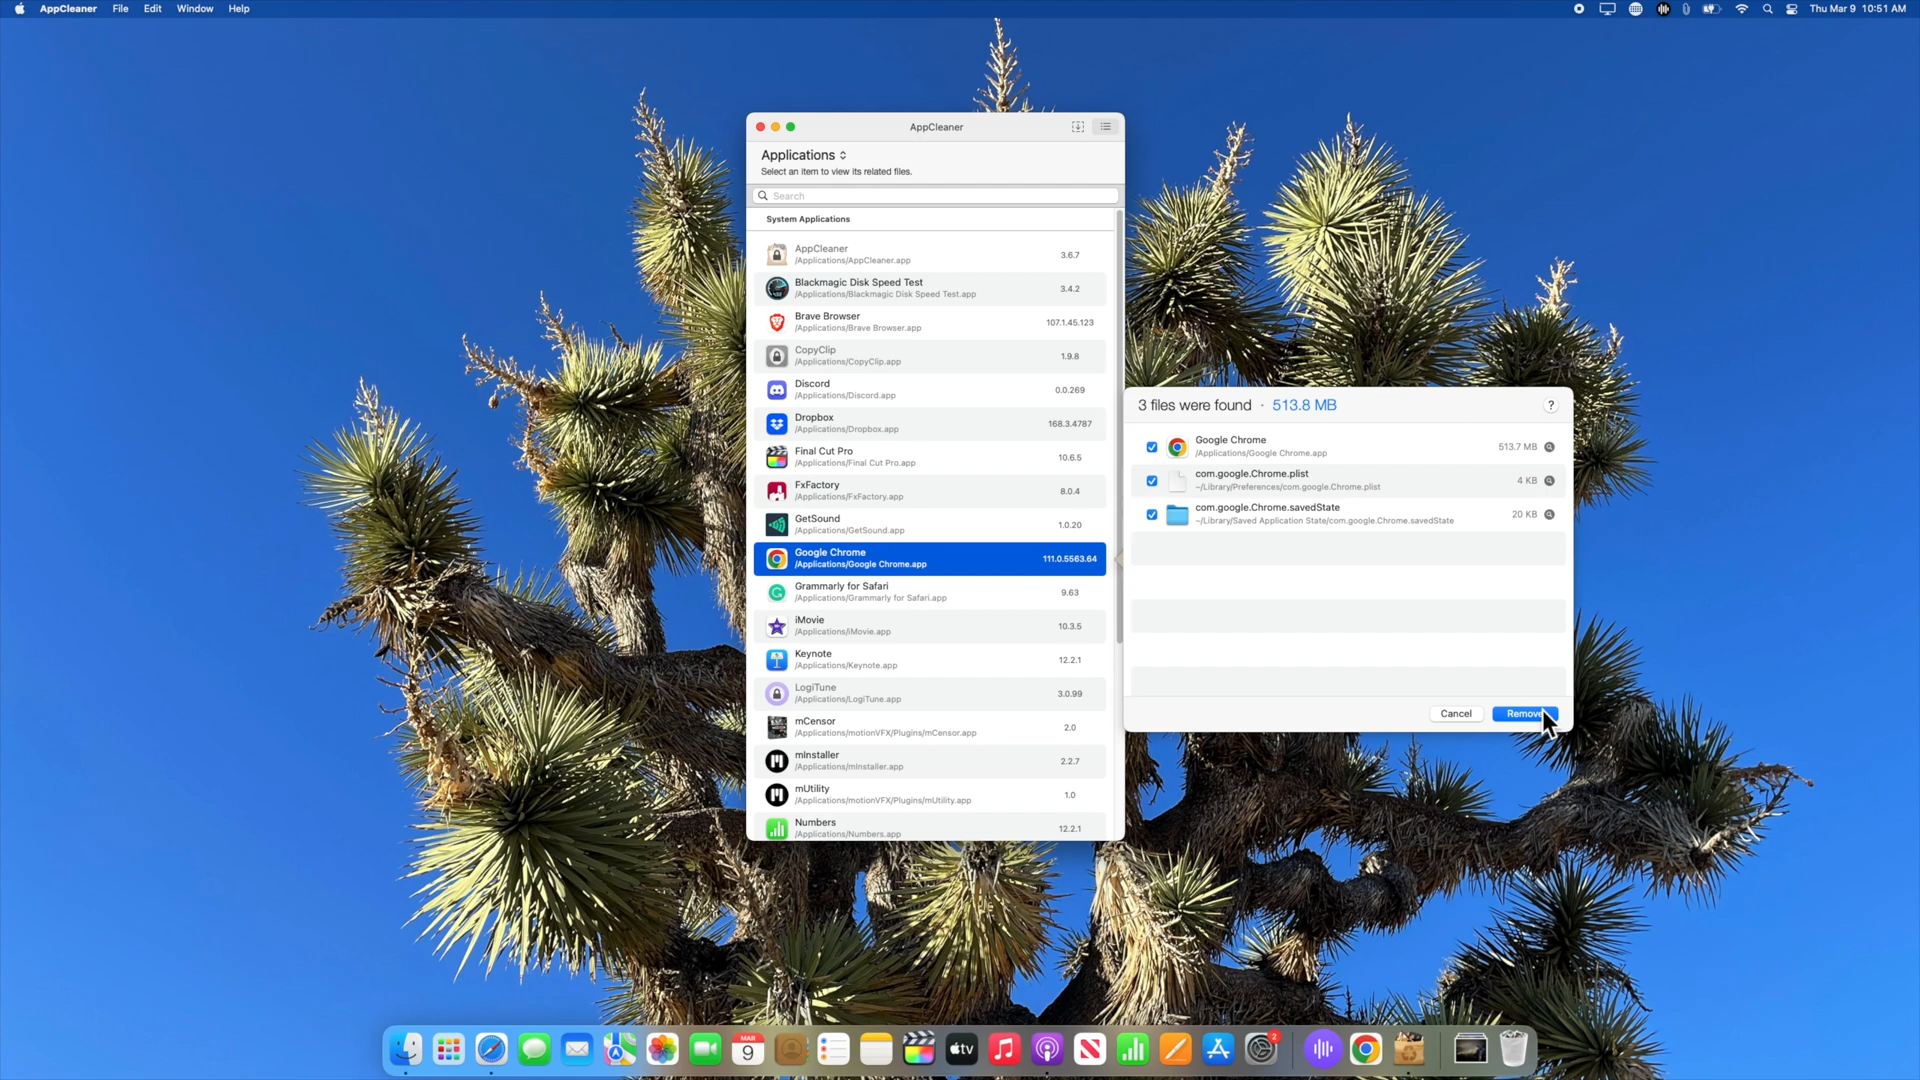 AppCleaner File Edit Window Help
Thu Mar 9 10:51 AM
AppCleaner
Applications
Select an item to view its related files.
Search
System Applications
AppCleaner
/Applications/AppCleaner.app
3.6.7
Blackmagic Disk Speed Test
/Applications/Blackmagic Disk Speed Test.app
3.4.2
Brave Browser
/Applications/Brave Browser.app
107.1.45.123
CopyClip
/Applications/CopyClip.app
1.9.8
Discord
/Applications/Discord.app
0.0.269
Dropbox
/Applications/Dropbox.app
168.3.4787
Final Cut Pro
/Applications/Final Cut Pro.app
10.6.5
FxFactory
/Applications/FxFactory.app
8.0.4
GetSound
/Applications/GetSound.app
1.0.20
Google Chrome
/Applications/Google Chrome.app
111.0.5563.64
Grammarly for Safari
/Applications/Grammarly for Safari.app
9.63
iMovie
/Applications/iMovie.app
10.3.5
Keynote
/Applications/Keynote.app
12.2.1
LogiTune
/Applications/LogiTune.app
3.0.99
mCensor
/Applications/motionVFX/Plugins/mCensor.app
2.0
mInstaller
/Applications/mInstaller.app
2.2.7
mUtility
/Applications/motionVFX/Plugins/mUtility.app
1.0
Numbers
/Applications/Numbers.app
12.2.1
3 files were found · 513.8 MB
?
Google Chrome
/Applications/Google Chrome.app
513.7 MB
com.google.Chrome.plist
~/Library/Preferences/com.google.Chrome.plist
4 KB
com.google.Chrome.savedState
~/Library/Saved Application State/com.google.Chrome.savedState
20 KB
Cancel
Remove
MAR
9
tv
2